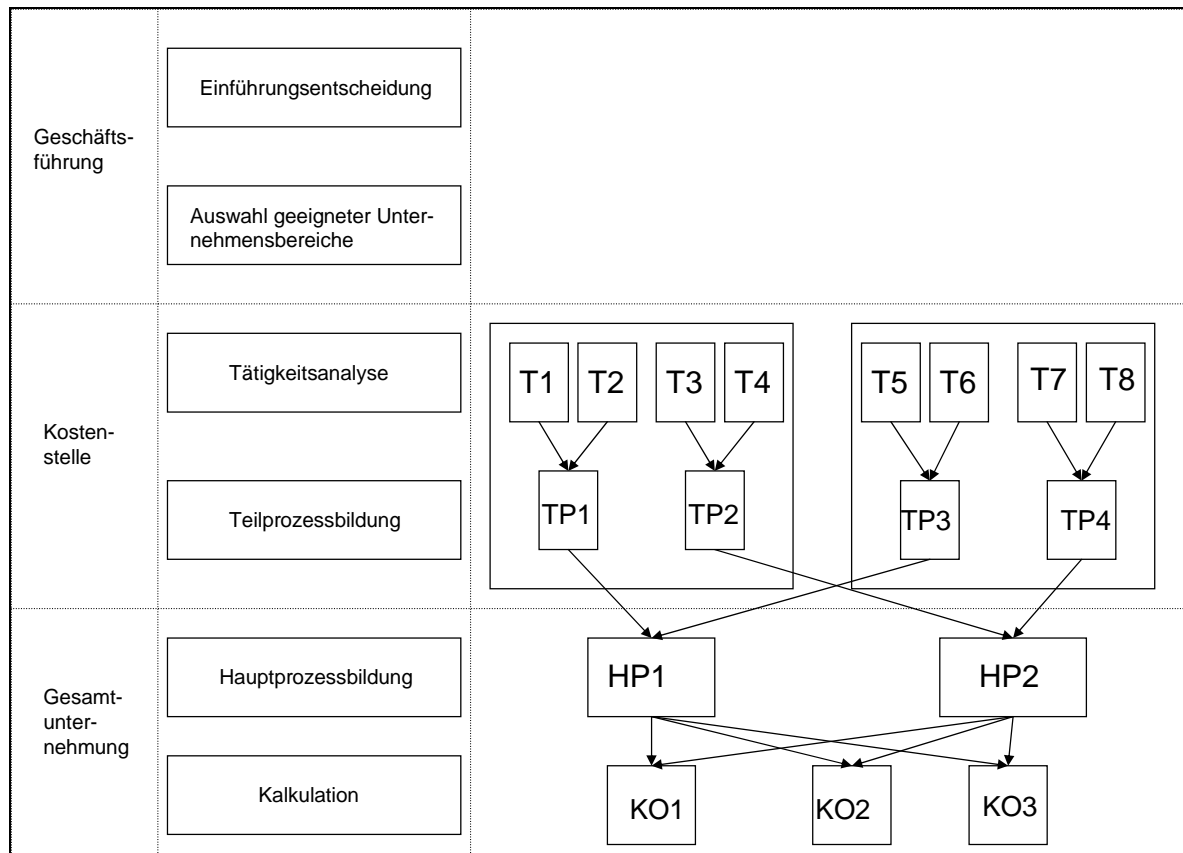 Geschäfts-
führung
Einführungsentscheidung
Auswahl geeigneter Unter-
nehmensbereiche
Kosten-
stelle
Tätigkeitsanalyse
T1 T2 T3 T4 T5 T6 T7 T8
Teilprozessbildung
TP1 TP2 TP3 TP4
Gesamt-
unter-
nehmung
Hauptprozessbildung
HP1 HP2
Kalkulation
KO1 KO2 KO3